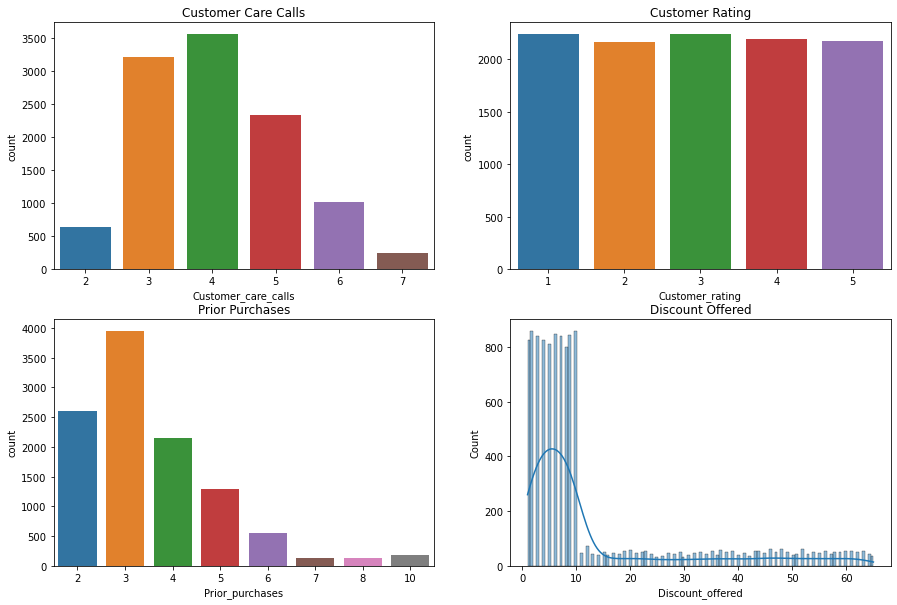 Customer Care Calls
count
3500
3000
2500
2000
1500
1000
500
0
2 3 4 5 6 7
Customer_care_calls
Customer Rating
count
2000
1500
1000
500
0
1 2 3 4 5
Customer_rating
Prior Purchases
count
4000
3500
3000
2500
2000
1500
1000
500
0
2 3 4 5 6 7 8 10
Prior_purchases
Discount Offered
Count
800
600
400
200
0
0 10 20 30 40 50 60
Discount_offered